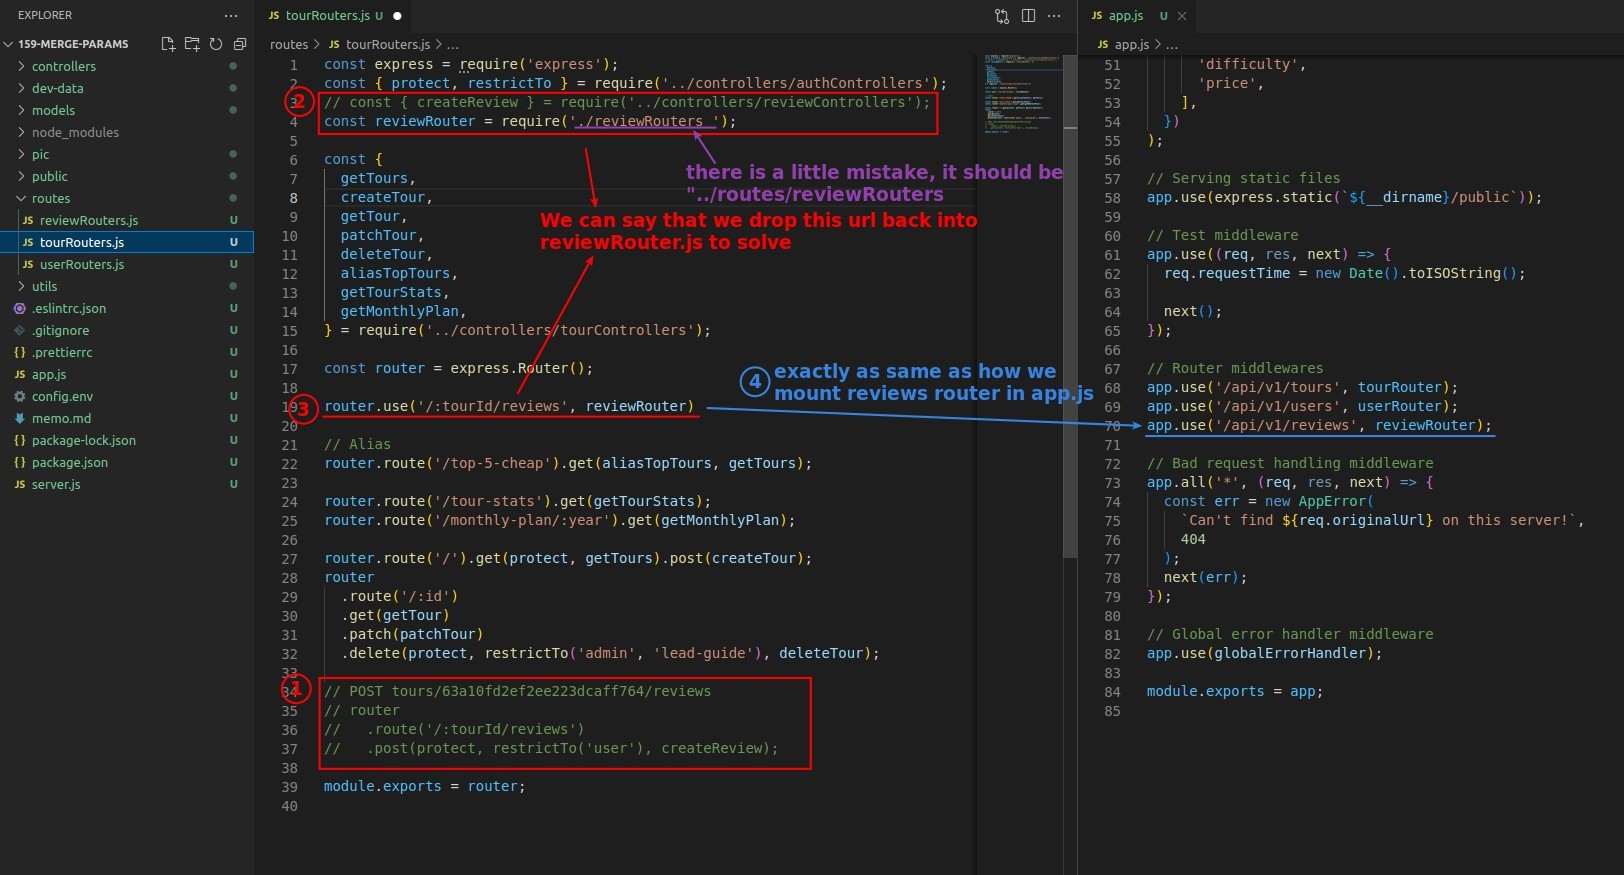 EXPLORER
159-MERGE-PARAMS
controllers
dev-data
models
node_modules
pic
public
routes
JS reviewRouters.js U
JS tourRouters.js U
JS userRouters.js U
utils
.eslintrc.json U
.gitignore U
{} .prettierrc U
JS app.js U
config.env U
memo.md U
{} package-lock.json U
{} package.json U
JS server.js U
JS tourRouters.js U ●
routes > JS tourRouters.js > ...
1 const express = require('express');
2 const { protect, restrictTo } = require('../controllers/authControllers');
② 3 // const { createReview } = require('../controllers/reviewControllers');
4 const reviewRouter = require('./reviewRouters ');
5
there is a little mistake, it should be
"../routes/reviewRouters
We can say that we drop this url back into
reviewRouter.js to solve
6 const {
7 getTours,
8 createTour,
9 getTour,
10 patchTour,
11 deleteTour,
12 aliasTopTours,
13 getTourStats,
14 getMonthlyPlan,
15 } = require('../controllers/tourControllers');
16
17 const router = express.Router();
18
④ exactly as same as how we
mount reviews router in app.js
③ 19 router.use('/:tourId/reviews', reviewRouter)
20
21 // Alias
22 router.route('/top-5-cheap').get(aliasTopTours, getTours);
23
24 router.route('/tour-stats').get(getTourStats);
25 router.route('/monthly-plan/:year').get(getMonthlyPlan);
26
27 router.route('/').get(protect, getTours).post(createTour);
28 router
29 .route('/:id')
30 .get(getTour)
31 .patch(patchTour)
32 .delete(protect, restrictTo('admin', 'lead-guide'), deleteTour);
33
① 34 // POST tours/63a10fd2ef2ee223dcaff764/reviews
35 // router
36 // .route('/:tourId/reviews')
37 // .post(protect, restrictTo('user'), createReview);
38
39 module.exports = router;
40
JS app.js U
JS app.js > ...
51 'difficulty',
52 'price',
53 ],
54 })
55 );
56
57 // Serving static files
58 app.use(express.static(`${__dirname}/public`));
59
60 // Test middleware
61 app.use((req, res, next) => {
62 req.requestTime = new Date().toISOString();
63
64 next();
65 });
66
67 // Router middlewares
68 app.use('/api/v1/tours', tourRouter);
69 app.use('/api/v1/users', userRouter);
70 app.use('/api/v1/reviews', reviewRouter);
71
72 // Bad request handling middleware
73 app.all('*', (req, res, next) => {
74 const err = new AppError(
75 `Can't find ${req.originalUrl} on this server!`,
76 404
77 );
78 next(err);
79 });
80
81 // Global error handler middleware
82 app.use(globalErrorHandler);
83
84 module.exports = app;
85